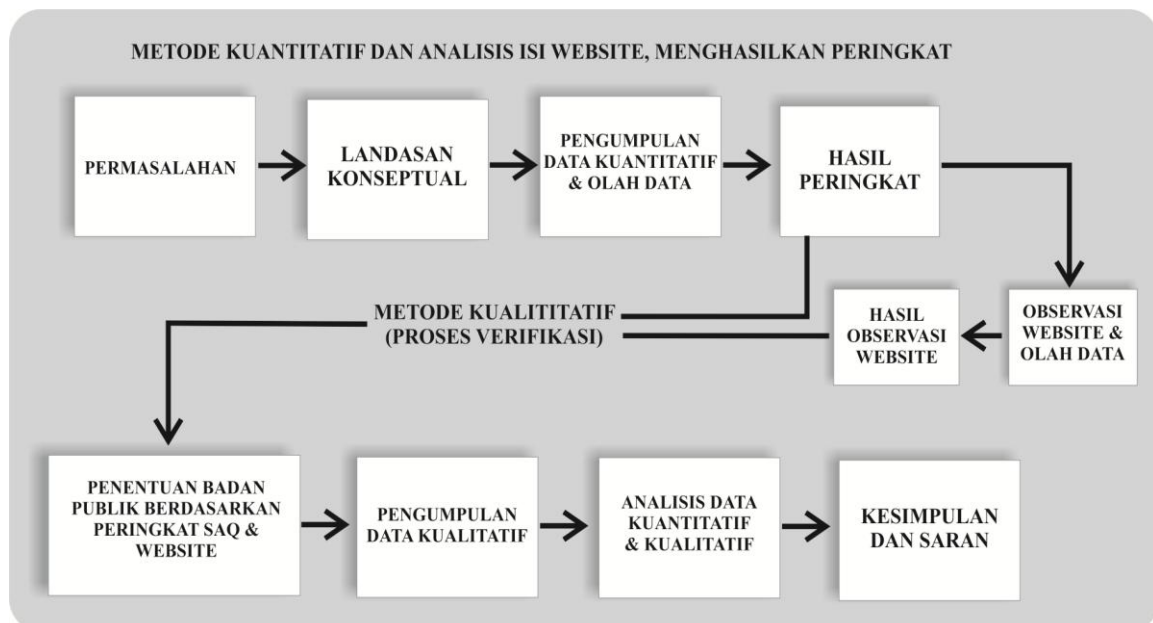 METODE KUANTITATIF DAN ANALISIS ISI WEBSITE, MENGHASILKAN PERINGKAT
PERMASALAHAN
LANDASAN
KONSEPTUAL
PENGUMPULAN
DATA KUANTITATIF
& OLAH DATA
HASIL
PERINGKAT
OBSERVASI
WEBSITE &
OLAH DATA
HASIL
OBSERVASI
WEBSITE
METODE KUALITITATIF
(PROSES VERIFIKASI)
PENENTUAN BADAN
PUBLIK BERDASARKAN
PERINGKAT SAQ &
WEBSITE
PENGUMPULAN
DATA KUALITATIF
ANALISIS DATA
KUANTITATIF
& KUALITATIF
KESIMPULAN
DAN SARAN